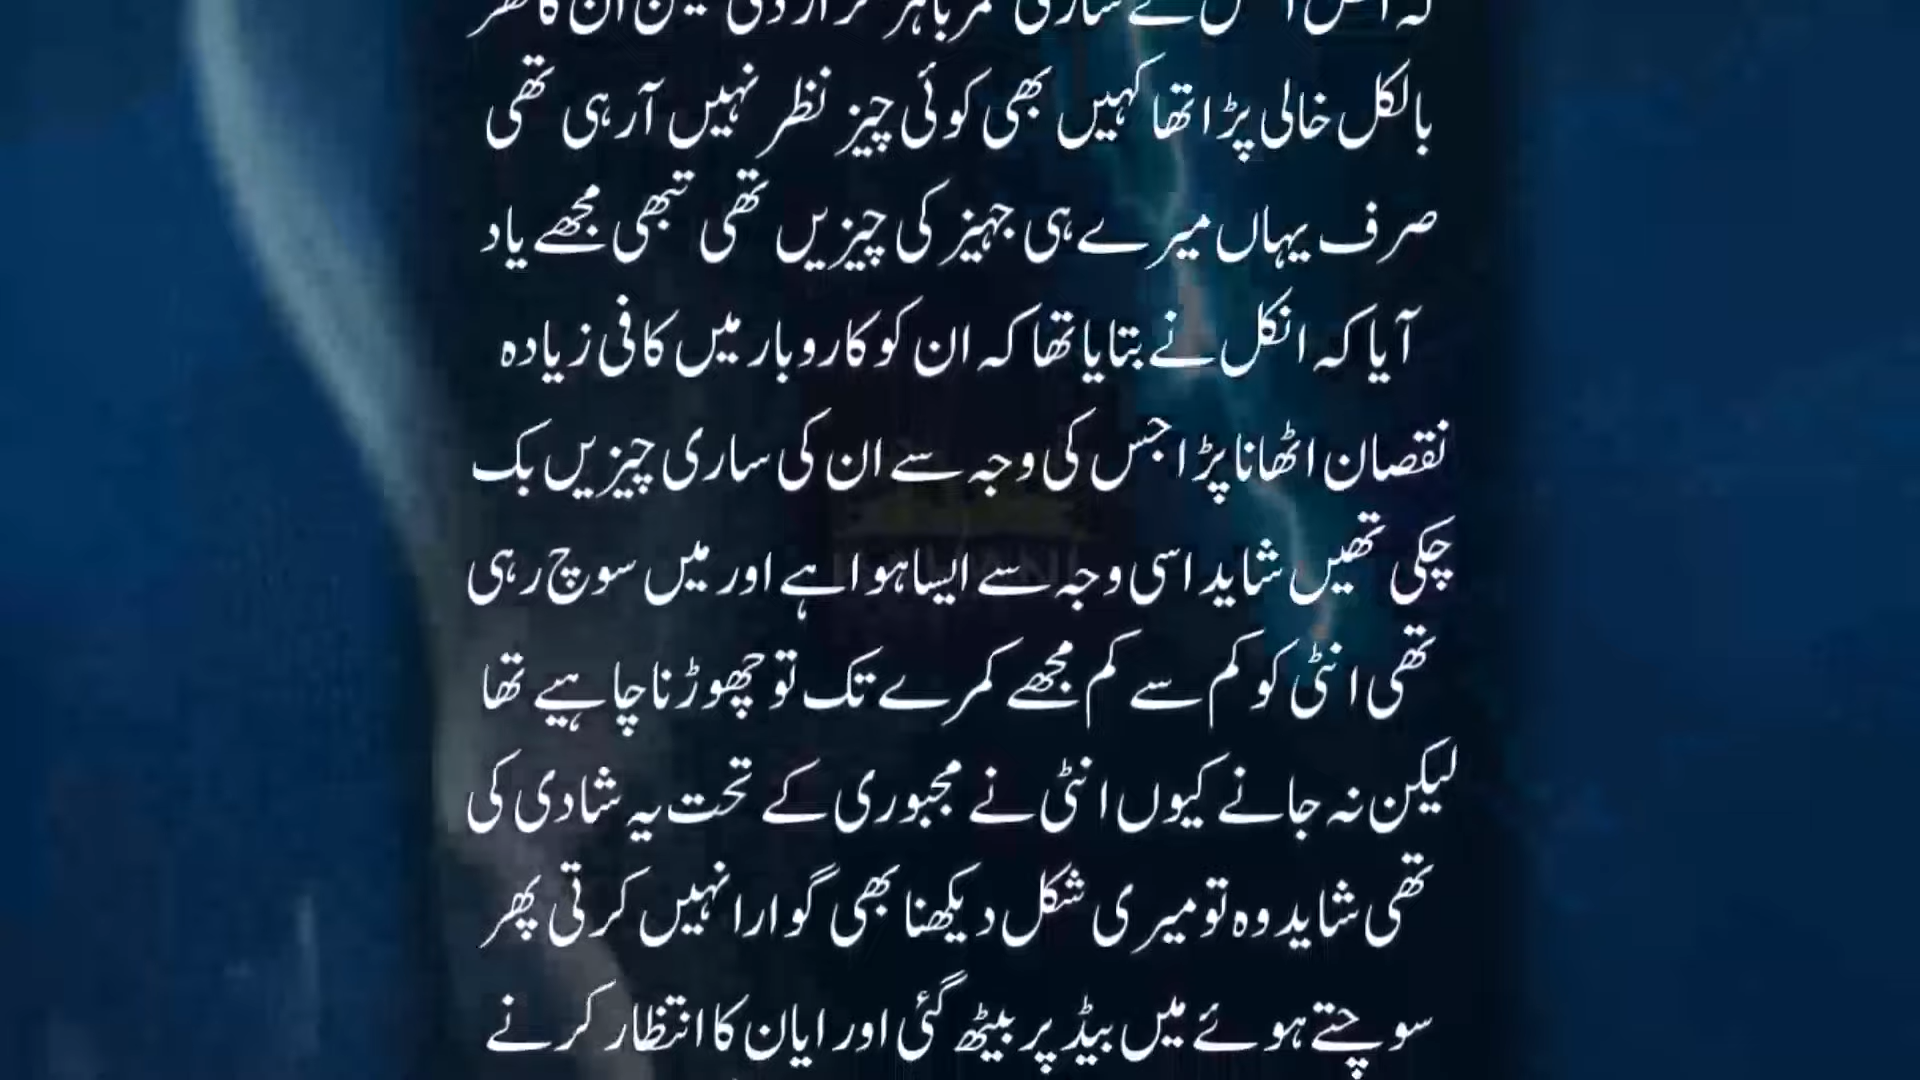 بالکل خالی پڑا تھا کہیں بھی کوئی چیز نظر نہیں آرہی تھی
صرف یہاں میرے ہی جہیز کی چیزیں تھی تبھی مجھے یاد
آیا کہ انکل نے بتایا تھا کہ ان کو کاروبار میں کافی زیادہ
نقصان اٹھانا پڑا جس کی وجہ سے ان کی ساری چیزیں بک
چکی تھیں شاید اسی وجہ سے ایسا ہوا ہے اور میں سوچ رہی
تھی انٹی کو کم سے کم مجھے کمرے تک تو چھوڑنا چاہیے تھا
لیکن نہ جانے کیوں انٹی نے مجبوری کے تحت یہ شادی کی
تھی شاید وہ تو میری شکل دیکھنا بھی گوارا نہیں کرتی پھر
سوچتے ہوئے میں بیڈ پر بیٹھ گئی اور ایان کا انتظار کرنے